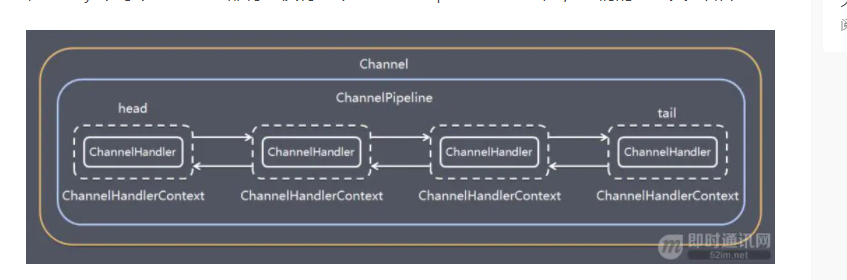 Channel
ChannelPipeline
head
tail
ChannelHandler
ChannelHandler
ChannelHandler
ChannelHandler
ChannelHandlerContext
ChannelHandlerContext
ChannelHandlerContext
ChannelHandlerContext
即时通讯网
52im.net